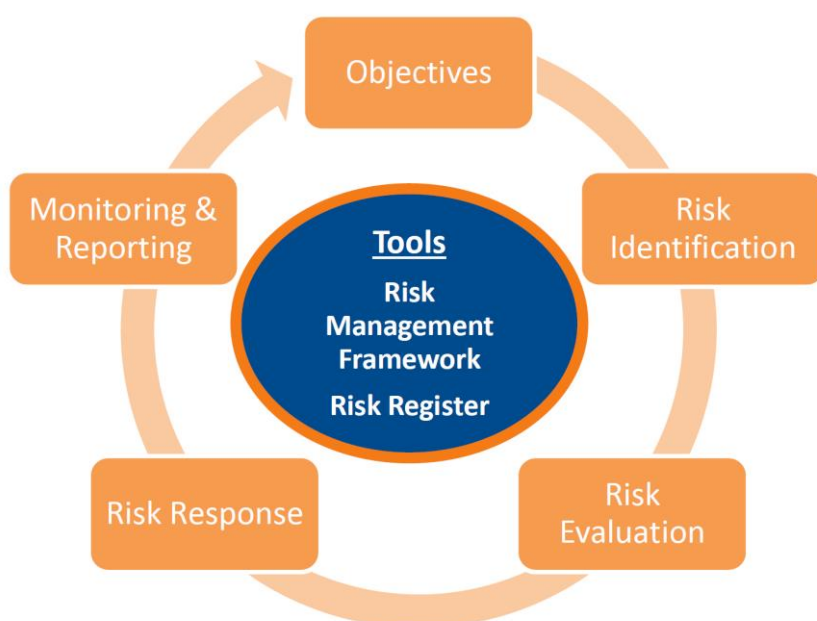 Objectives
Risk
Identification
Risk
Evaluation
Risk Response
Monitoring &
Reporting
Tools
Risk
Management
Framework
Risk Register